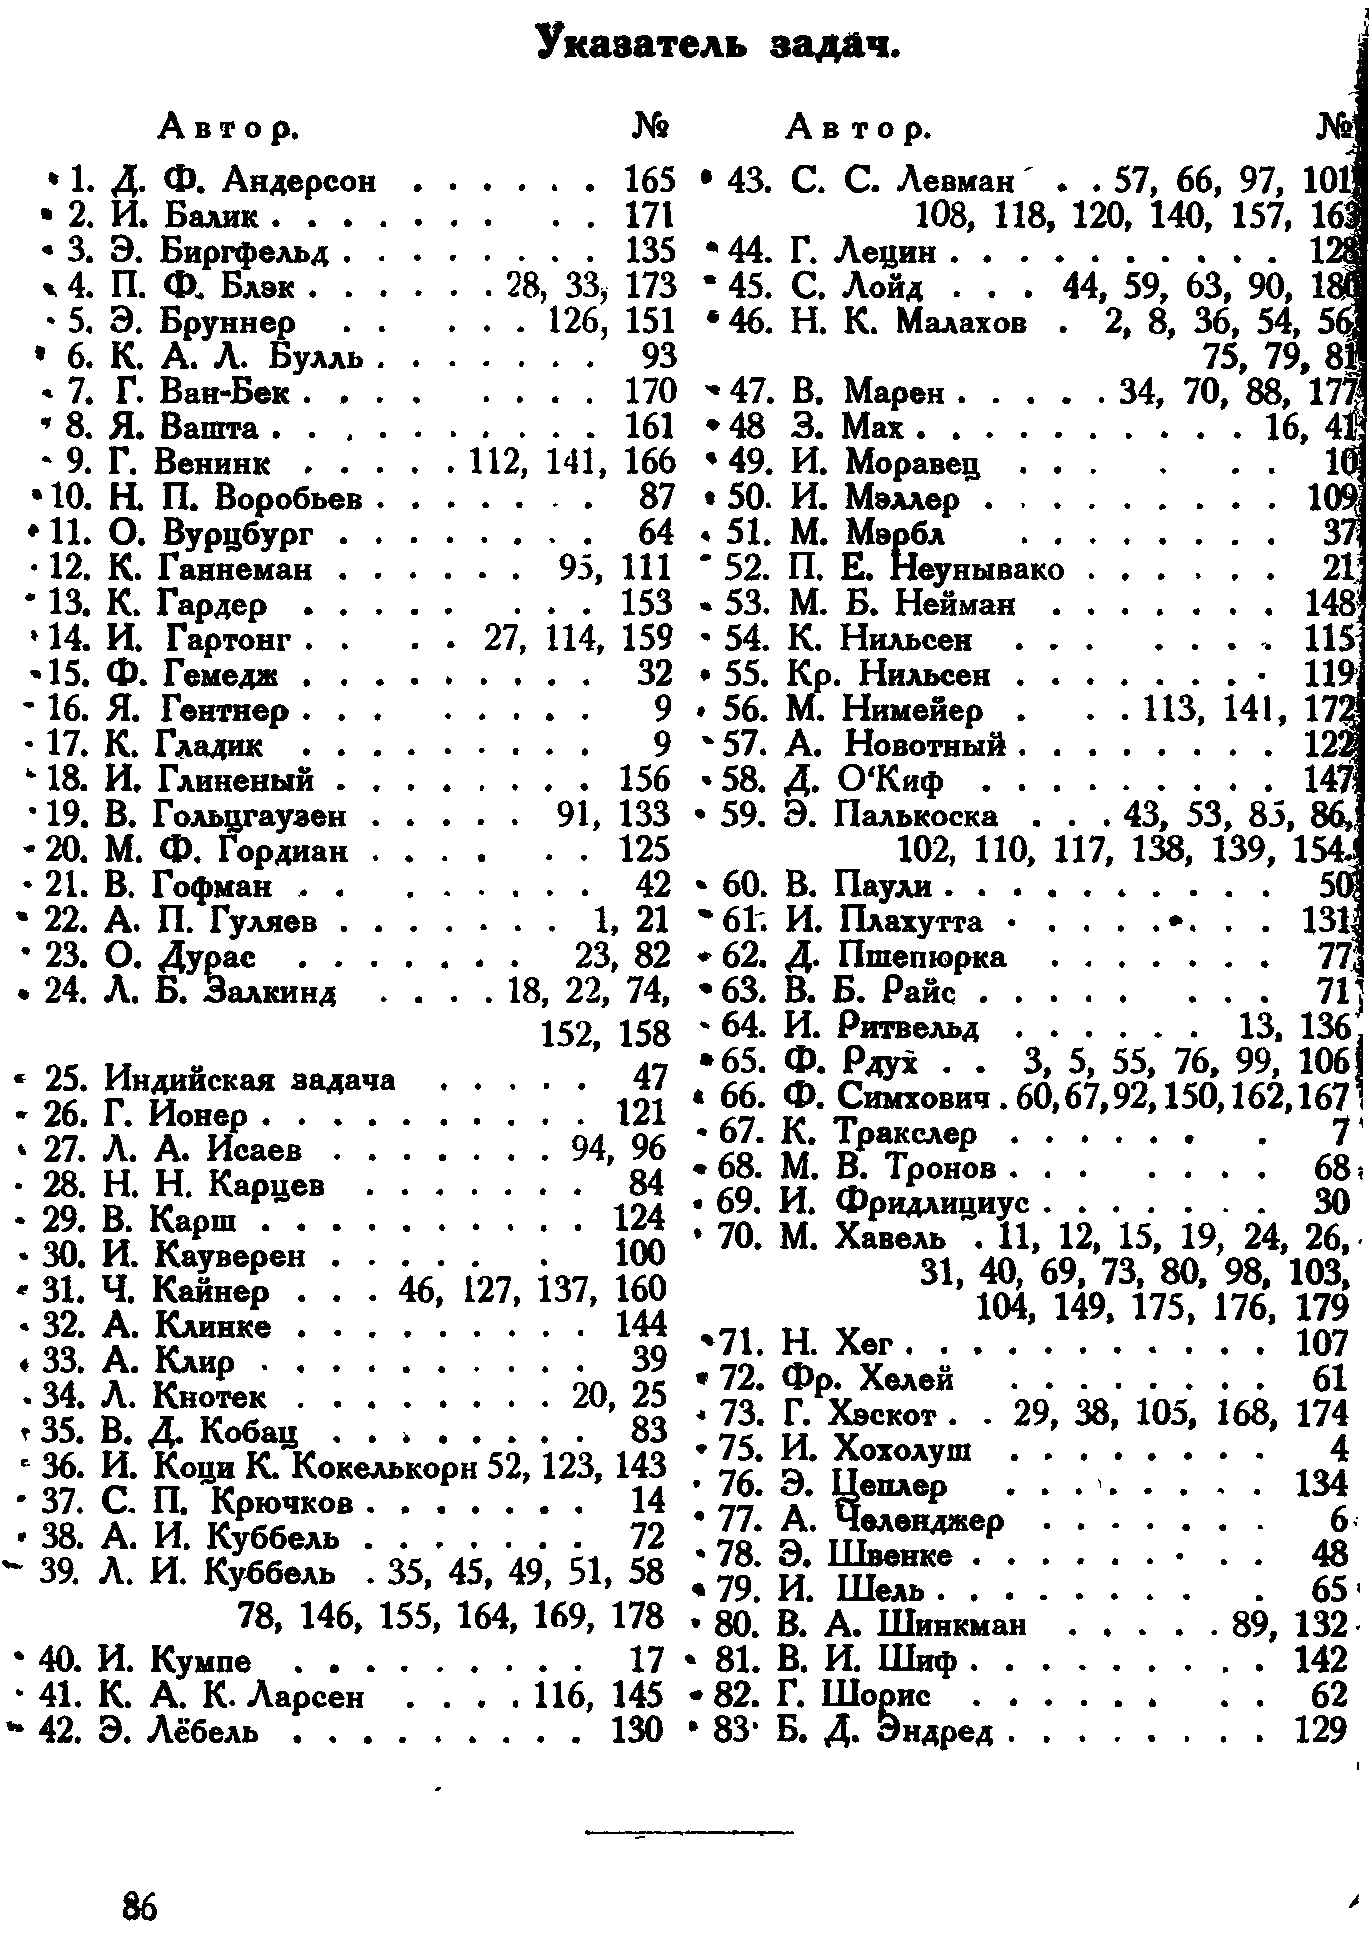 Указатель задач.
Автор. №
1. Д. Ф. Андерсон . . . . . . 165
2. И. Балик . . . . . . . . . 171
3. Э. Биргфельд . . . . . . . . 135
4. П. Ф. Блэк . . . . . . 28, 33, 173
5. Э. Бруннер . . . . . . 126, 151
6. К. А. Л. Булль . . . . . . . 93
7. Г. Ван-Бек . . . . . . . . 170
8. Я. Вашта . . . . . . . . . . 161
9. Г. Венинк . . . . . 112, 141, 166
10. Н. П. Воробьев . . . . . . . 87
11. О. Вурцбург . . . . . . . . 64
12. К. Ганнеман . . . . . . 95, 111
13. К. Гардер . . . . . . . . 153
14. И. Гартонг . . . . 27, 114, 159
15. Ф. Гемедж . . . . . . . . . 32
16. Я. Гентнер . . . . . . . . 9
17. К. Гладик . . . . . . . . . 9
18. И. Глиненый . . . . . . . . 156
19. В. Гольцгаузен . . . . . 91, 133
20. М. Ф. Гордиан . . . . . . 125
21. В. Гофман . . . . . . . . 42
22. А. П. Гуляев . . . . . . . 1, 21
23. О. Дурас . . . . . . . 23, 82
24. Л. Б. Залкинд . . . . 18, 22, 74,
152, 158
25. Индийская задача . . . . . 47
26. Г. Ионер . . . . . . . . . . 121
27. Л. А. Исаев . . . . . . . 94, 96
28. Н. Н. Карцев . . . . . . . 84
29. В. Карш . . . . . . . . . . 124
30. И. Кауверен . . . . . . 100
31. Ч. Кайнер . . . 46, 127, 137, 160
32. А. Клинке . . . . . . . . . 144
33. А. Клир . . . . . . . . . . 39
34. Л. Кнотек . . . . . . . . 20, 25
35. В. Д. Кобац . . . . . . . . 83
36. И. Коци К. Кокелькорн 52, 123, 143
37. С. П. Крючков . . . . . . . 14
38. А. И. Куббель . . . . . . . 72
39. Л. И. Куббель . 35, 45, 49, 51, 58
78, 146, 155, 164, 169, 178
40. И. Кумпе . . . . . . . . . 17
41. К. А. К. Ларсен . . . . 116, 145
42. Э. Лёбель . . . . . . . . . 130
Автор. №
43. С. С. Левман . . 57, 66, 97, 101
108, 118, 120, 140, 157, 163
44. Г. Лецин . . . . . . . . . . 128
45. С. Лойд . . . 44, 59, 63, 90, 180
46. Н. К. Малахов . 2, 8, 36, 54, 56,
75, 79, 81
47. В. Марен . . . . . 34, 70, 88, 177
48 З. Мах . . . . . . . . . . 16, 41
49. И. Моравец . . . . . . 10
50. И. Мэллер . . . . . . . . . 109
51. М. Мэрбл . . . . . . . . 37
52. П. Е. Неунывако . . . . . . 21
53. М. Б. Нейман . . . . . . . 148
54. К. Нильсен . . . . . . . 115
55. Кр. Нильсен . . . . . . . . 119
56. М. Нимейер . . . 113, 141, 172
57. А. Новотный . . . . . . . . 122
58. Д. О‘Киф . . . . . . . . . 147
59. Э. Палькоска . . . 43, 53, 85, 86,
102, 110, 117, 138, 139, 154.
60. В. Паули . . . . . . . . . . 50
61. И. Плахутта . . . . . . . . 131
62. Д. Пшепюрка . . . . . . . 77
63. В. Б. Райс . . . . . . . . 71
64. И. Ритвельд . . . . . . 13, 136
65. Ф. Рдух . . 3, 5, 55, 76, 99, 106
66. Ф. Симхович . 60, 67, 92, 150, 162, 167
67. К. Тракслер . . . . . . . 7
68. М. В. Тронов . . . . . . . 68
69. И. Фридлициус . . . . . . . 30
70. М. Хавель . 11, 12, 15, 19, 24, 26,
31, 40, 69, 73, 80, 98, 103,
104, 149, 175, 176, 179
71. Н. Хег . . . . . . . . . . . 107
72. Фр. Хелей . . . . . . . . 61
73. Г. Хэскот . . 29, 38, 105, 168, 174
75. И. Хохолуш . . . . . . . . 4
76. Э. Цеплер . . . . . . . . 134
77. А. Челенджер . . . . . . . 6
78. Э. Швенке . . . . . . . . . 48
79. И. Шель . . . . . . . . . 65
80. В. А. Шинкман . . . . . 89, 132
81. В. И. Шиф . . . . . . . . . 142
82. Г. Шорис . . . . . . . . 62
83· Б. Д. Эндред . . . . . . . . 129
86